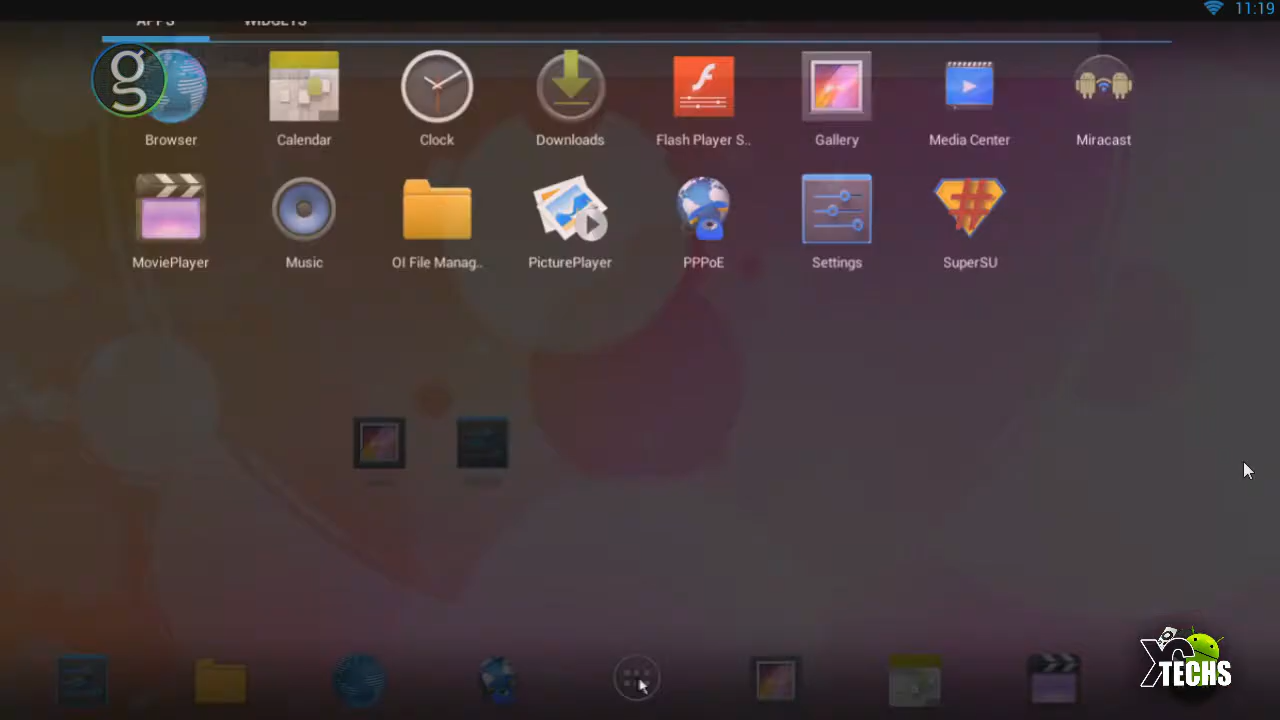 11:19
APPS WIDGETS
g
Browser Calendar Clock Downloads Flash Player S.. Gallery Media Center Miracast
MoviePlayer Music OI File Manag.. PicturePlayer PPPoE Settings SuperSU
TECHS